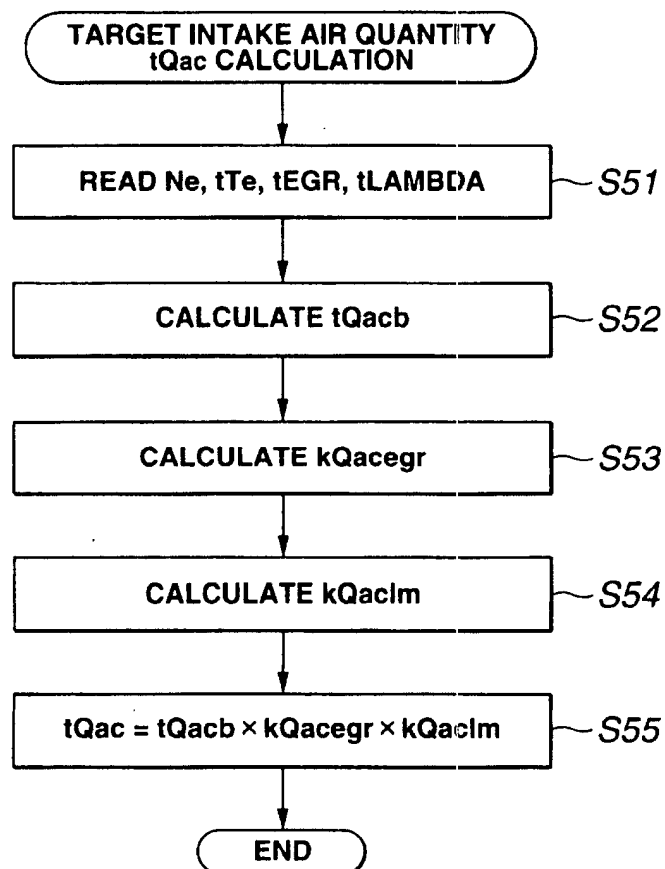 TARGET INTAKE AIR QUANTITY
tQac CALCULATION
READ Ne, tTe, tEGR, tLAMBDA
S51
CALCULATE tQacb
S52
CALCULATE kQacegr
S53
CALCULATE kQaclm
S54
tQac = tQacb × kQacegr × kQaclm
S55
END